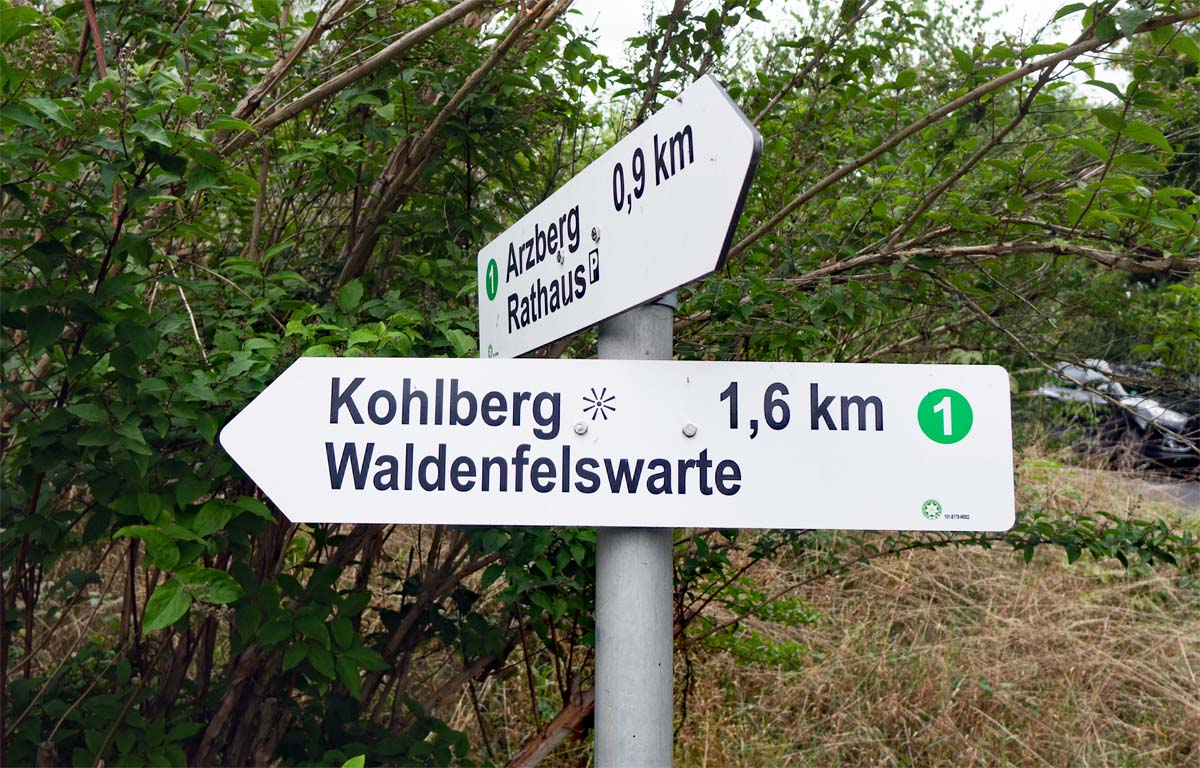 0,9 km
1 Arzberg
Rathaus P
Kohlberg 1,6 km 1
Waldenfelswarte